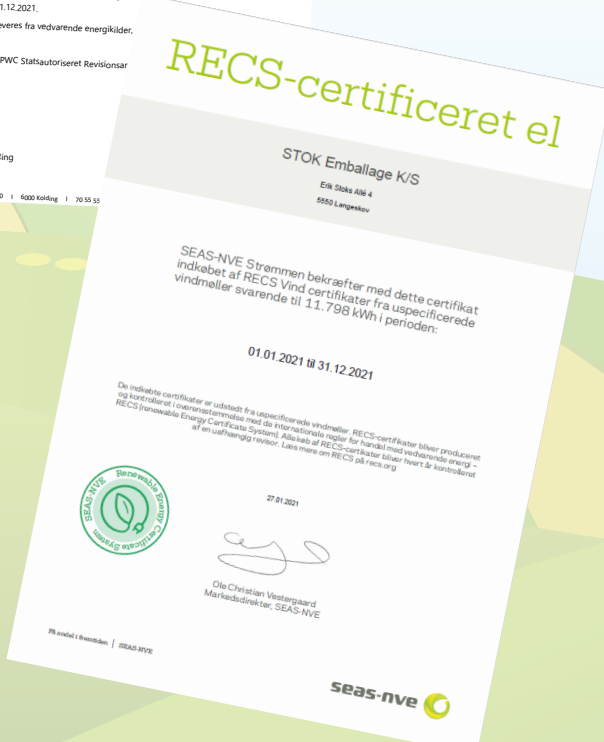 1.12.2021.
everes fra vedvarende energikilder,
PWC Statsautoriseret Revisionsar
ling
0 | 6000 Kolding | 70 55 55
RECS-certificeret el
STOK Emballage K/S
Erik Stoks Allé 4
5550 Langeskov
SEAS-NVE Strømmen bekræfter med dette certifikat
indkøbet af RECS Vind certifikater fra uspecificerede
vindmøller svarende til 11.798 kWh i perioden:
01.01.2021 til 31.12.2021
De indkøbte certifikater er udstedt fra uspecificerede vindmøller. RECS-certifikater bliver produceret
og kontrolleret i overensstemmelse med de internationale regler for handel med vedvarende energi –
RECS (renewable Energy Certificate System). Alle køb af RECS-certikater bliver hvert år kontrolleret
af en uafhængig revisor. Læs mere om RECS på recs.org
SEAS-NVE Renewable Energy Certificate System
27.01.2021
Ole Christian Vestergaard
Markedsdirektør, SEAS-NVE
På andel i fremtiden | SEAS-NVE
seas-nve